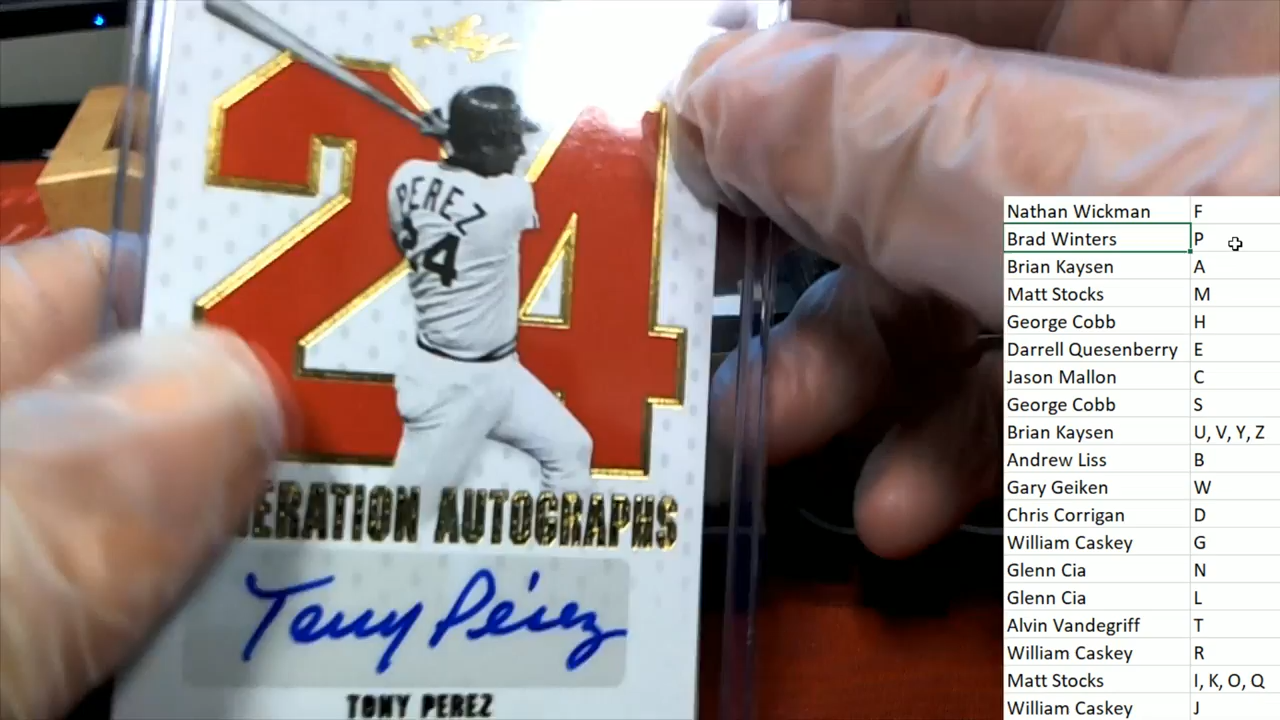 24
PEREZ
24
ERATION AUTOGRAPHS
Tony Pérez
TONY PEREZ
Nathan Wickman F
Brad Winters P
Brian Kaysen A
Matt Stocks M
George Cobb H
Darrell Quesenberry E
Jason Mallon C
George Cobb S
Brian Kaysen U, V, Y, Z
Andrew Liss B
Gary Geiken W
Chris Corrigan D
William Caskey G
Glenn Cia N
Glenn Cia L
Alvin Vandegriff T
William Caskey R
Matt Stocks I, K, O, Q
William Caskey J